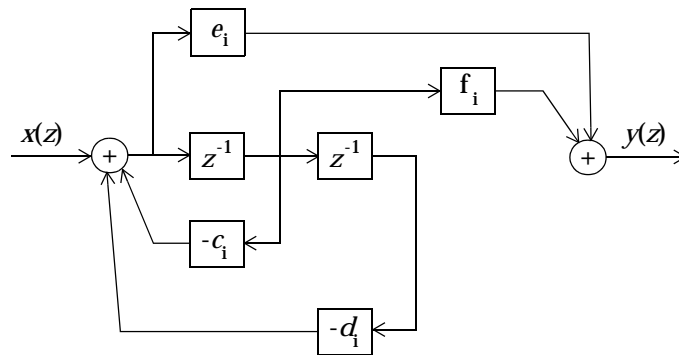 e_i
f_i
x(z)
+
z^-1
z^-1
+
y(z)
-c_i
-d_i